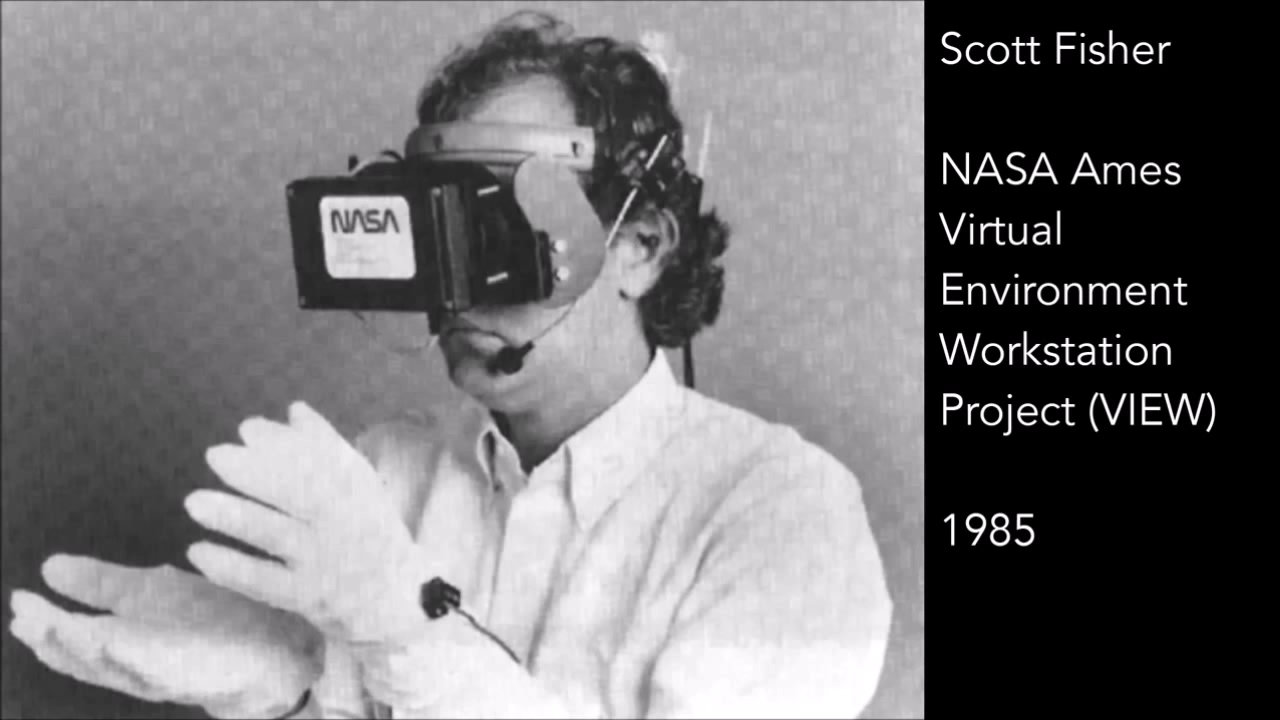 NASA
Scott Fisher
NASA Ames
Virtual
Environment
Workstation
Project (VIEW)
1985